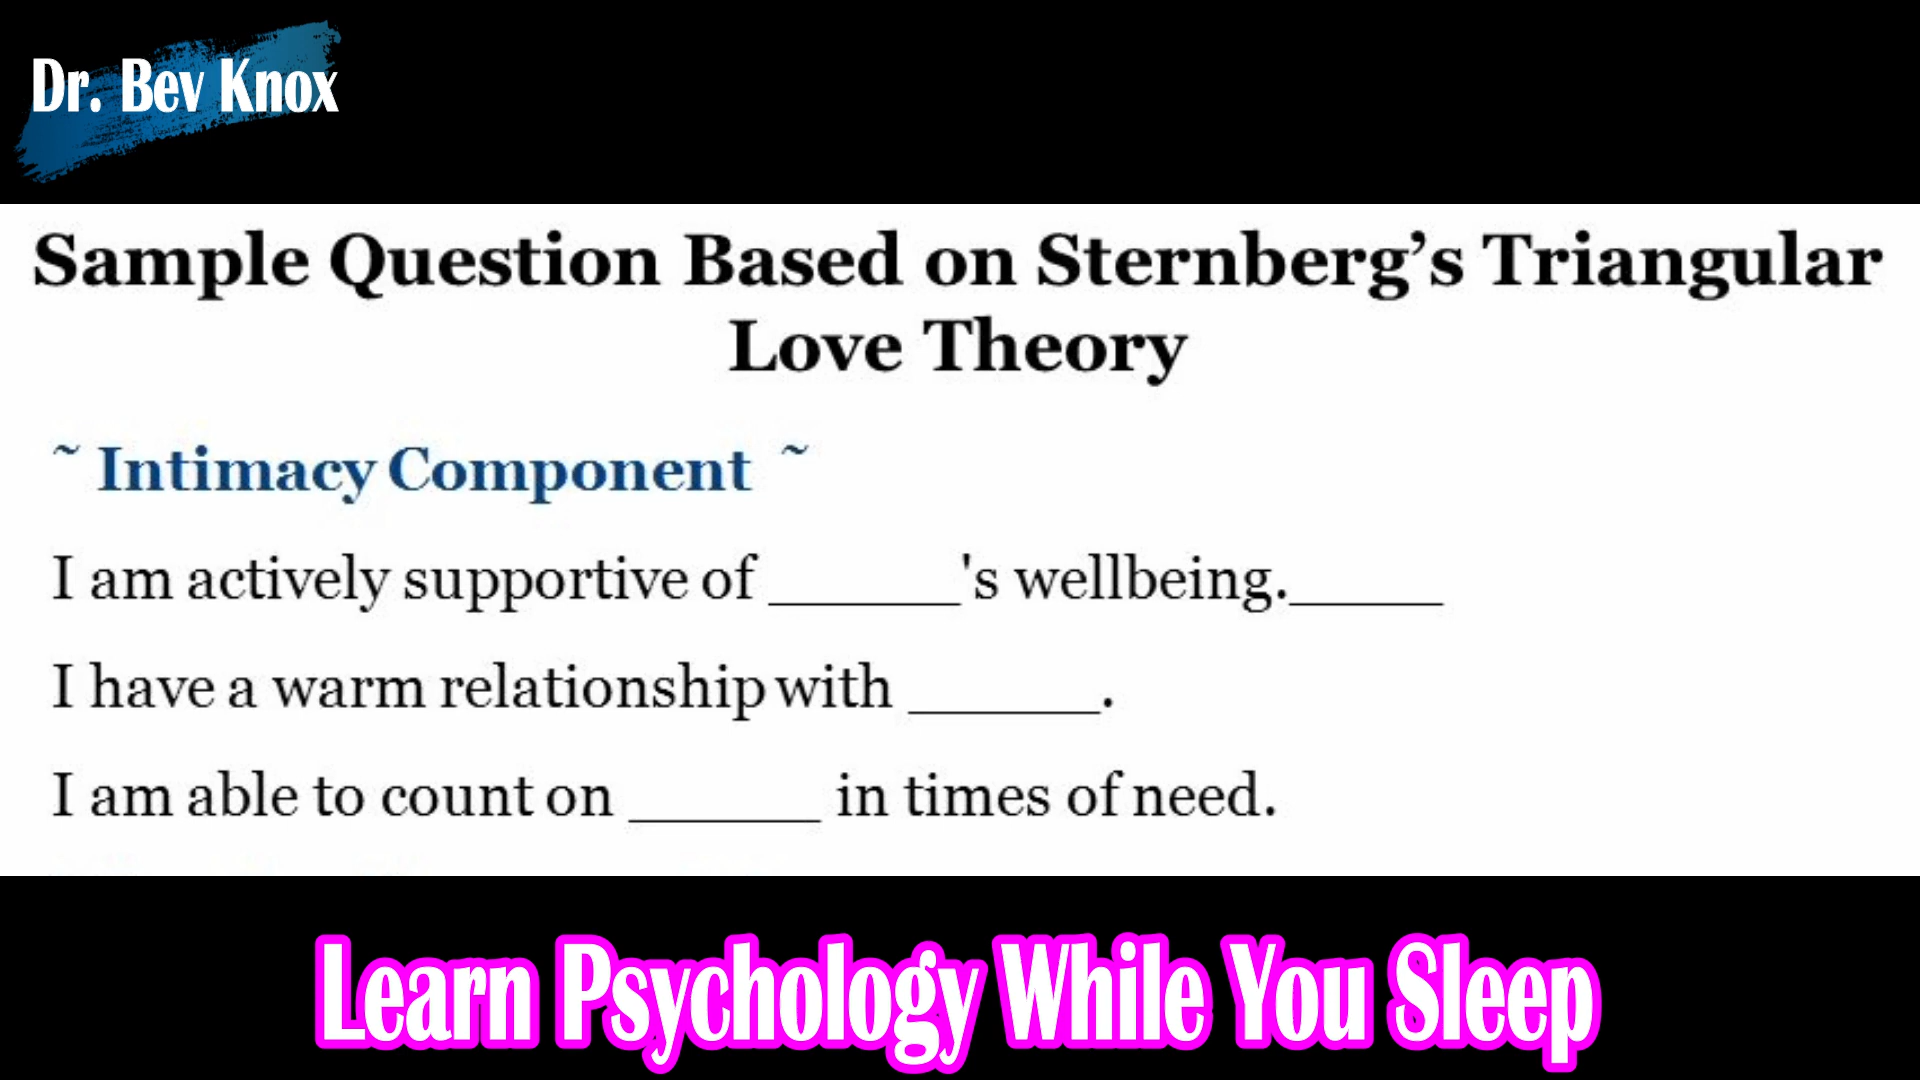 Dr. Bev Knox
Sample Question Based on Sternberg’s Triangular
Love Theory
~ Intimacy Component ~
I am actively supportive of ______'s wellbeing._____
I have a warm relationship with ______.
I am able to count on ______ in times of need.
Learn Psychology While You Sleep